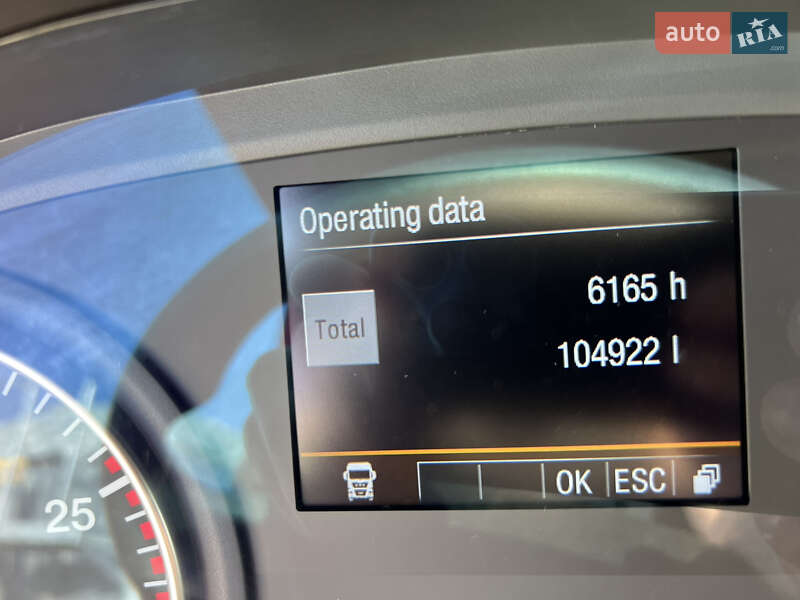 auto RIA
.com
Operating data
6165 h
Total
104922 l
OK ESC
25